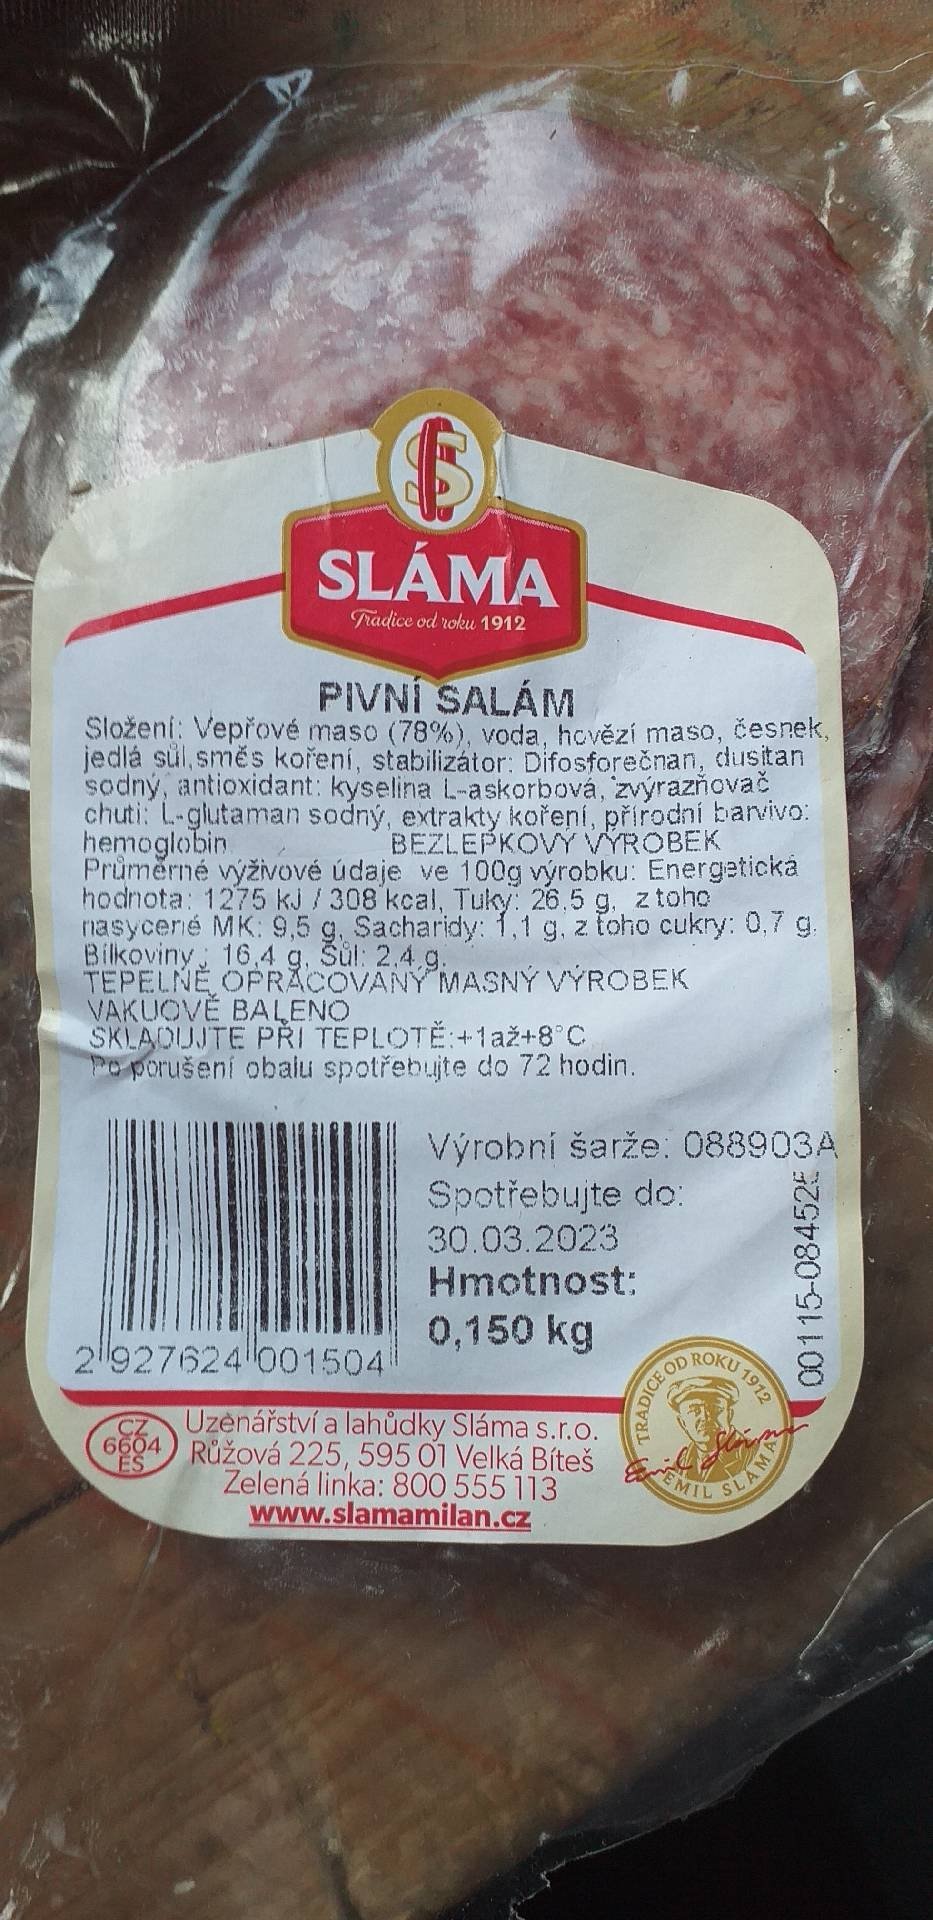 SLÁMA
Tradice od roku 1912
PIVNÍ SALÁM
Složení: Vepřové maso (78%), voda, hovězí maso, česnek,
jedlá sůl, směs koření, stabilizátor: Difosforečnan, dusitan
sodný, antioxidant: kyselina L-askorbová, zvýrazňovač
chuti: L-glutaman sodný, extrakty koření, přírodní barvivo:
hemoglobin BEZLEPKOVÝ VÝROBEK
Průměrné výživové údaje ve 100g výrobku: Energetická
hodnota: 1275 kJ / 308 kcal, Tuky: 26,5 g, z toho
nasycené MK: 9,5 g, Sacharidy: 1,1 g, z toho cukry: 0,7 g,
Bílkoviny: 16,4 g, Sůl: 2,4 g.
TEPELNĚ OPRACOVANÝ MASNÝ VÝROBEK
VAKUOVĚ BALENO
SKLADUJTE PŘI TEPLOTĚ:+1až+8°C
Po porušení obalu spotřebujte do 72 hodin.
Výrobní šarže: 088903A
Spotřebujte do:
30.03.2023
Hmotnost:
0,150 kg
2 927624 001504
00115-084525
CZ
6604
ES
Uzenářství a lahůdky Sláma s.r.o.
Růžová 225, 595 01 Velká Bíteš
Zelená linka: 800 555 113
www.slamamilan.cz
TRADICE OD ROKU 1912
Emil Sláma
EMIL SLÁMA